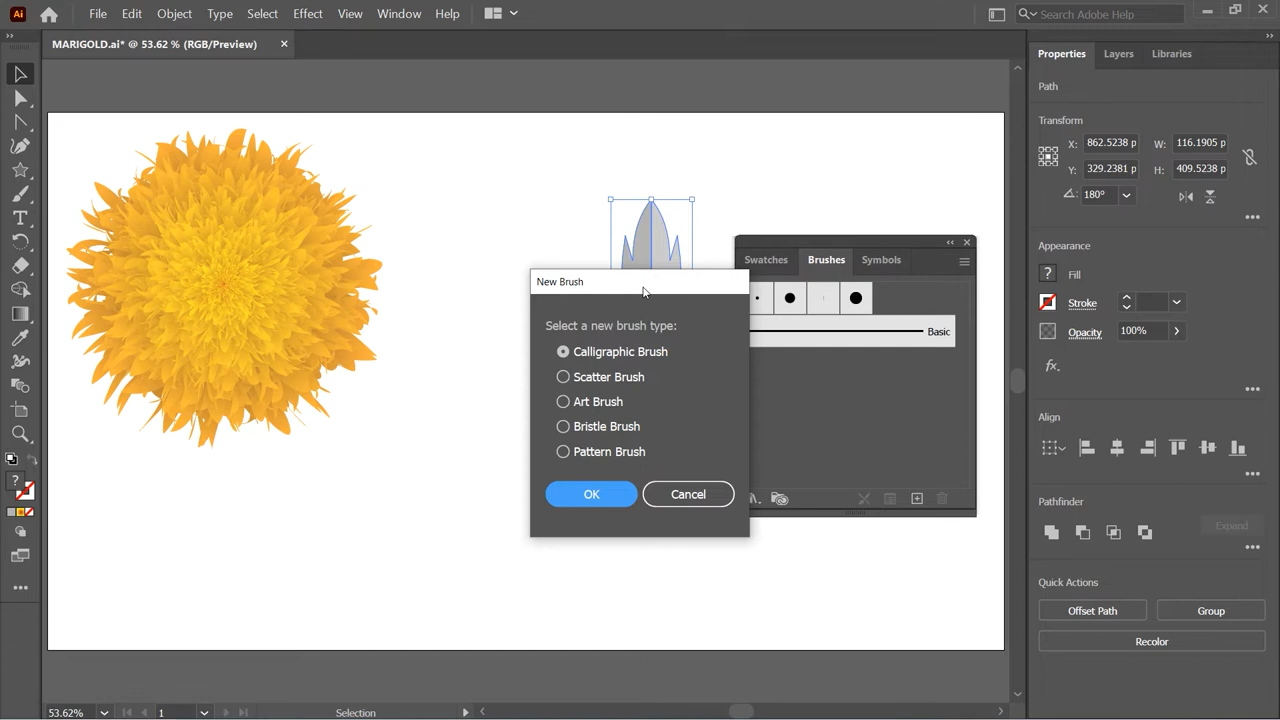 Ai
File Edit Object Type Select Effect View Window Help
Search Adobe Help
MARIGOLD.ai* @ 53.62 % (RGB/Preview)
Properties Layers Libraries
Path
Transform
X: 862.5238 p W: 116.1905 p
Y: 329.2381 p H: 409.5238 p
180°
Appearance
? Fill
Stroke
Opacity 100%
fx.
Align
Pathfinder
Expand
Quick Actions
Offset Path Group
Recolor
Swatches Brushes Symbols
Basic
New Brush
Select a new brush type:
Calligraphic Brush
Scatter Brush
Art Brush
Bristle Brush
Pattern Brush
OK Cancel
?
53.62% 1 Selection